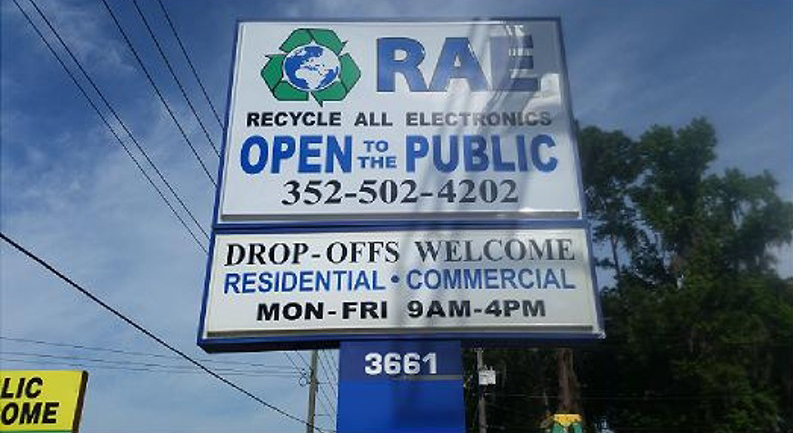 RAE
RECYCLE ALL ELECTRONICS
OPEN TO THE PUBLIC
352-502-4202
DROP-OFFS WELCOME
RESIDENTIAL • COMMERCIAL
MON-FRI 9AM-4PM
3661
LIC
OME